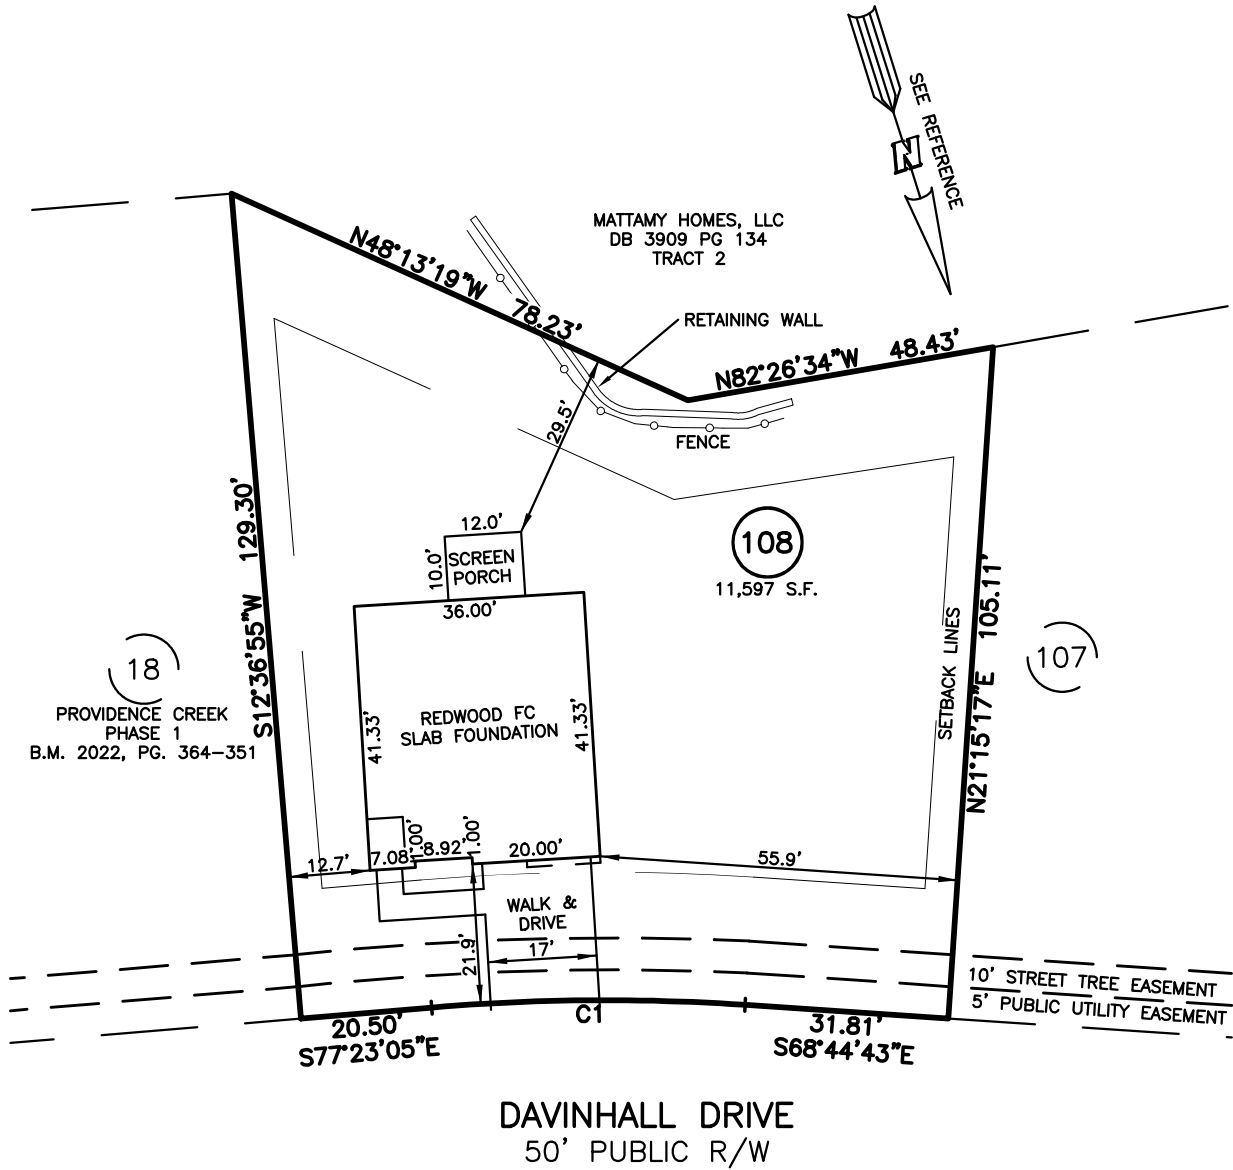 SEE REFERENCE
N
MATTAMY HOMES, LLC
DB 3909 PG 134
TRACT 2
N48°13'19"W 78.23'
RETAINING WALL
N82°26'34"W 48.43'
29.5'
FENCE
S12°36'55"W 129.30'
12.0'
10.0'
SCREEN
PORCH
36.00'
108
11,597 S.F.
N21°15'17"E 105.11'
SETBACK LINES
18
PROVIDENCE CREEK
PHASE 1
B.M. 2022, PG. 364-351
107
REDWOOD FC
SLAB FOUNDATION
41.33'
41.33'
12.7'
7.08'
1.00'
8.92'
1.00'
20.00'
55.9'
WALK &
DRIVE
21.9'
17'
10' STREET TREE EASEMENT
5' PUBLIC UTILITY EASEMENT
20.50'
S77°23'05"E
C1
31.81'
S68°44'43"E
DAVINHALL DRIVE
50' PUBLIC R/W